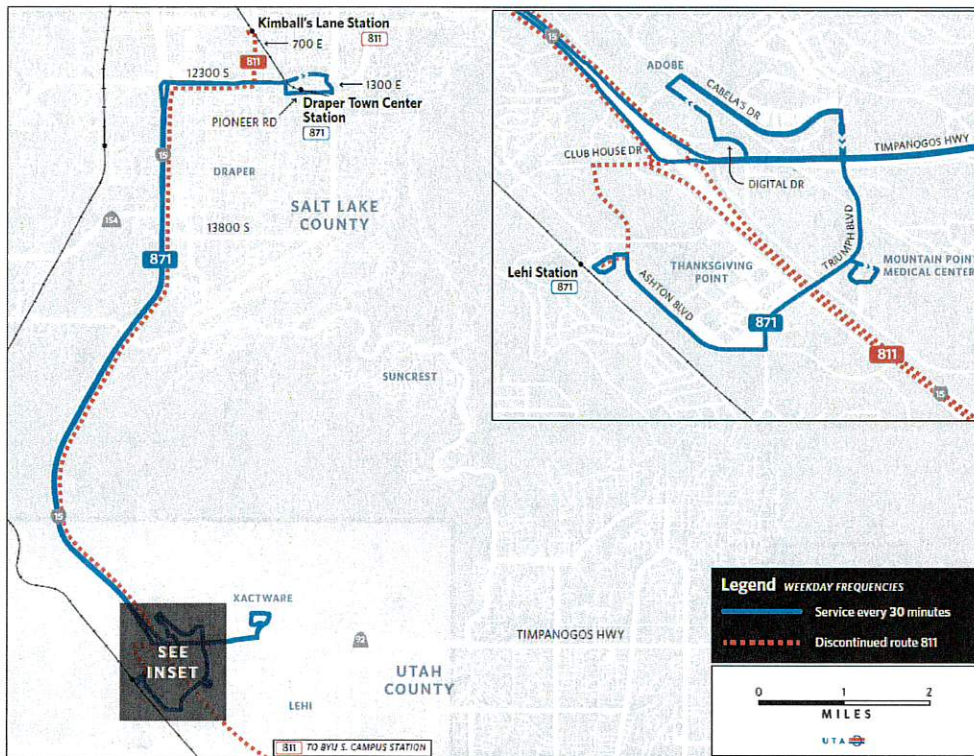 Kimball's Lane Station
811
700 E
811
12300 S
1300 E
PIONEER RD
Draper Town Center
Station
871
15
DRAPER
154
SALT LAKE
COUNTY
13800 S
871
SUNCREST
15
XACTWARE
SEE
INSET
92
TIMPANOGOS HWY
UTAH
COUNTY
LEHI
811 TO BYU S. CAMPUS STATION
15
ADOBE
CABELA'S DR
TIMPANOGOS HWY
CLUB HOUSE DR
DIGITAL DR
TRIUMPH BLVD
Lehi Station
871
THANKSGIVING
POINT
MOUNTAIN POINT
MEDICAL CENTER
ASHTON BLVD
871
811
15
Legend WEEKDAY FREQUENCIES
Service every 30 minutes
Discontinued route 811
0 1 2
MILES
UTA